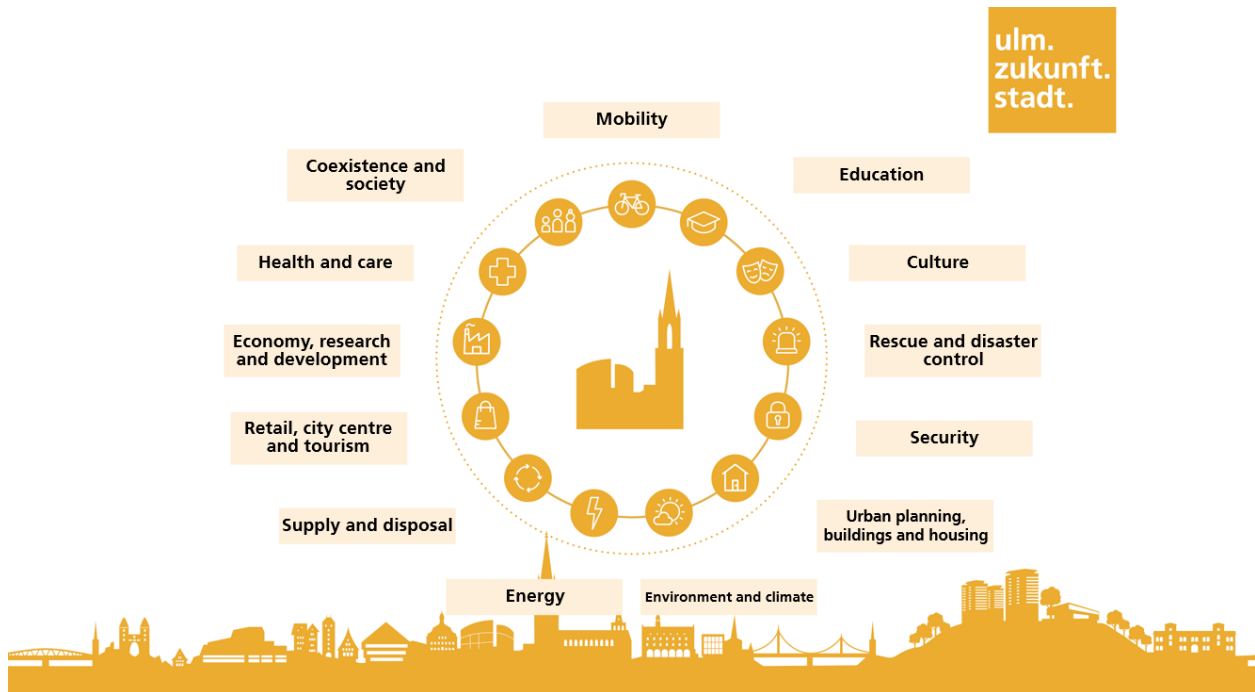 ulm.
zukunft.
stadt.
Mobility
Coexistence and
society
Education
Health and care
Culture
Economy, research
and development
Rescue and disaster
control
Retail, city centre
and tourism
Security
Supply and disposal
Urban planning,
buildings and housing
Energy
Environment and climate